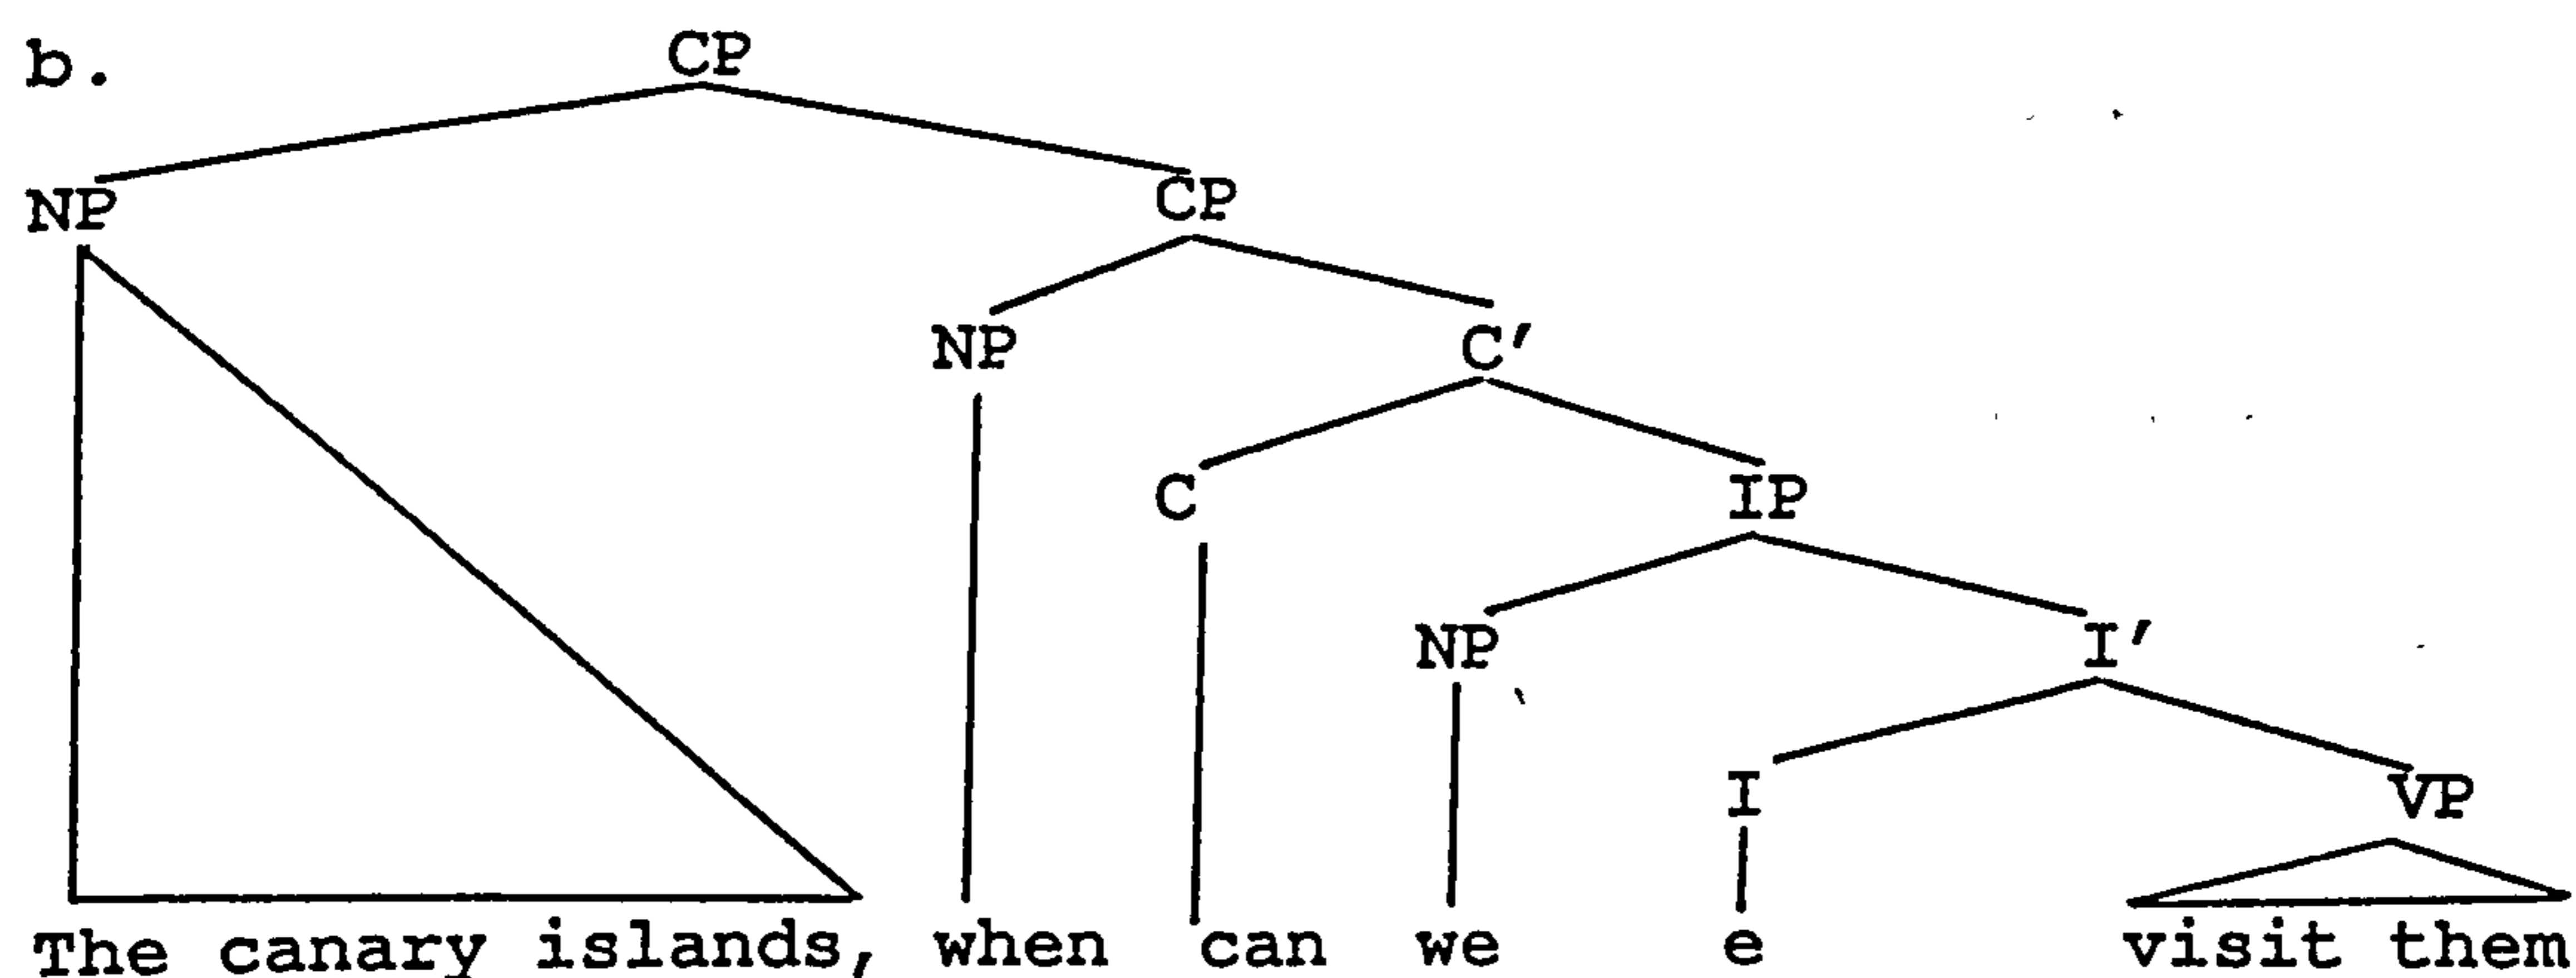 b. CP
NP CP
NP C′
C IP
NP I′
I VP
The canary islands, when can we e visit them